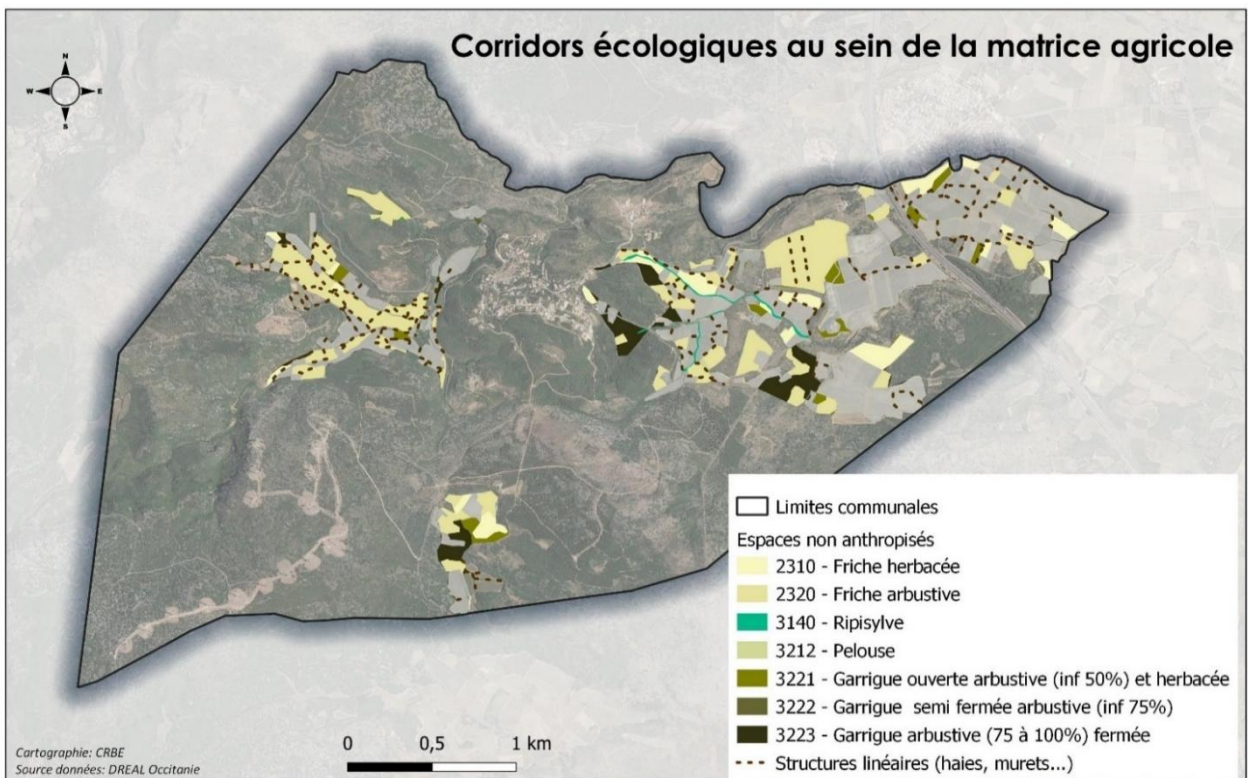 Corridors écologiques au sein de la matrice agricole
N
W E
S
Limites communales
Espaces non anthropisés
2310 - Friche herbacée
2320 - Friche arbustive
3140 - Ripisylve
3212 - Pelouse
3221 - Garrigue ouverte arbustive (inf 50%) et herbacée
3222 - Garrigue semi fermée arbustive (inf 75%)
3223 - Garrigue arbustive (75 à 100%) fermée
Structures linéaires (haies, murets...)
0 0,5 1 km
Cartographie: CRBE
Source données: DREAL Occitanie